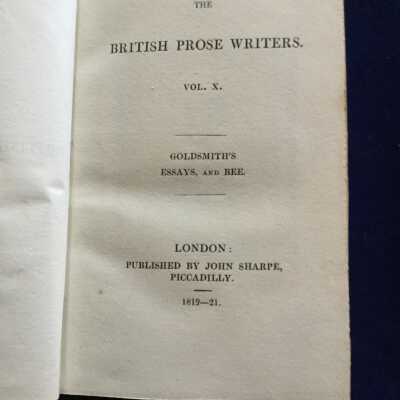 THE
BRITISH PROSE WRITERS.
VOL. X.
GOLDSMITH'S
ESSAYS, AND BEE.
LONDON:
PUBLISHED BY JOHN SHARPE,
PICCADILLY.
1819—21.